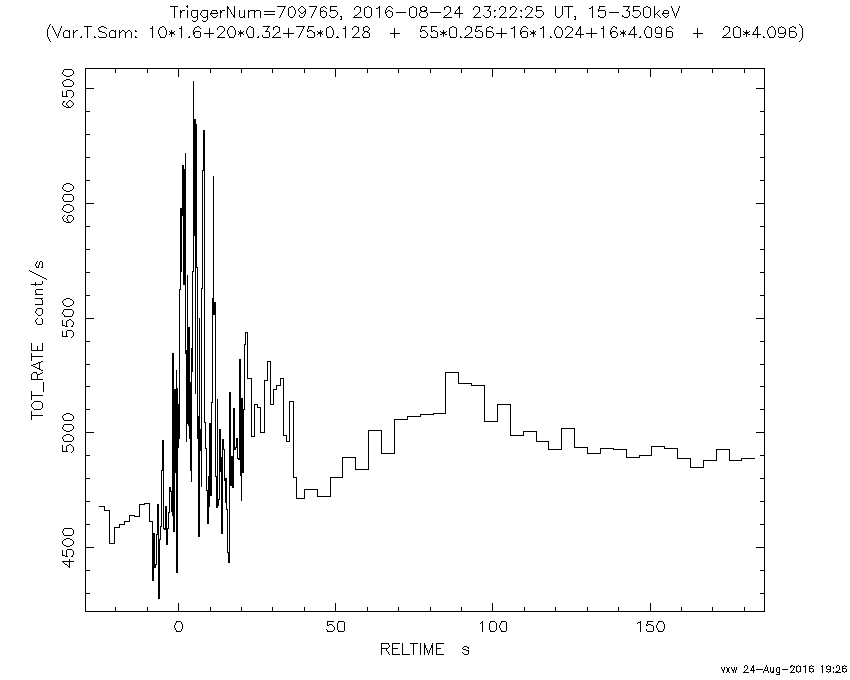 TriggerNum=709765, 2016-08-24 23:22:25 UT, 15-350keV
(Var.T.Sam: 10*1.6+20*0.32+75*0.128 + 55*0.256+16*1.024+16*4.096 + 20*4.096)
6500
6000
5500
5000
4500
TOT_RATE count/s
0 50 100 150
RELTIME s
vxw 24-Aug-2016 19:26